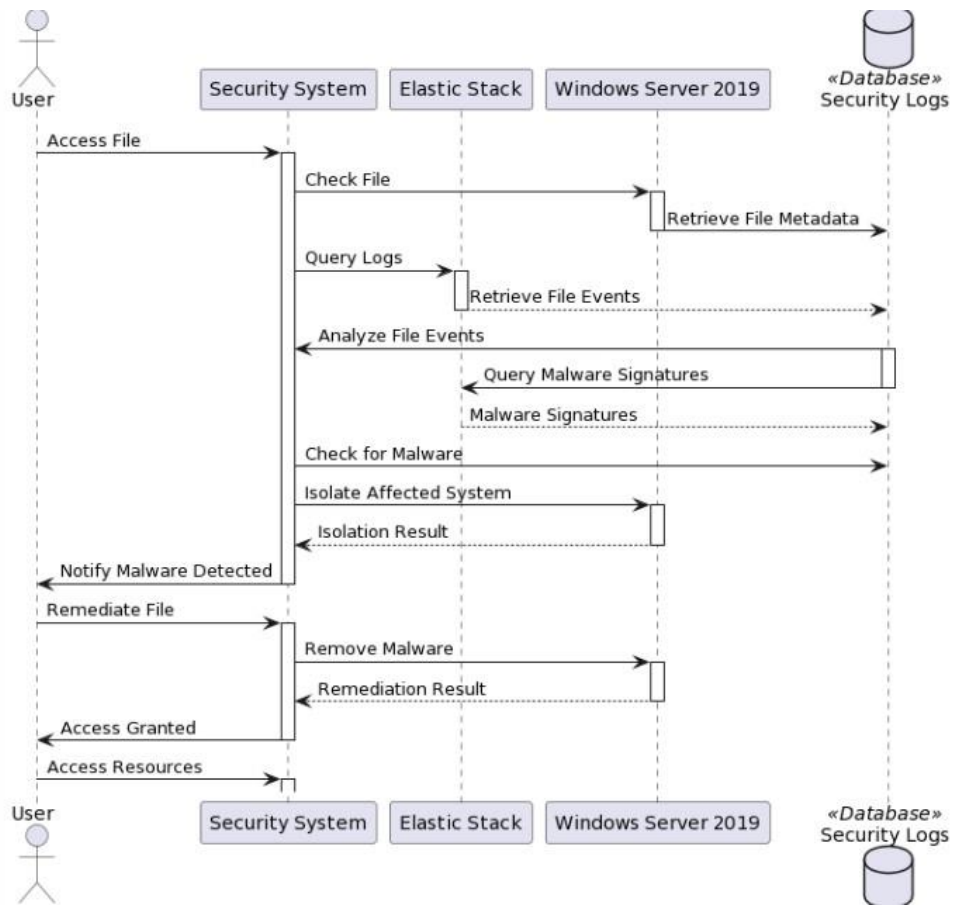 User
Security System
Elastic Stack
Windows Server 2019
«Database»
Security Logs
Access File
Check File
Retrieve File Metadata
Query Logs
Retrieve File Events
Analyze File Events
Query Malware Signatures
Malware Signatures
Check for Malware
Isolate Affected System
Isolation Result
Notify Malware Detected
Remediate File
Remove Malware
Remediation Result
Access Granted
Access Resources
User
Security System
Elastic Stack
Windows Server 2019
«Database»
Security Logs